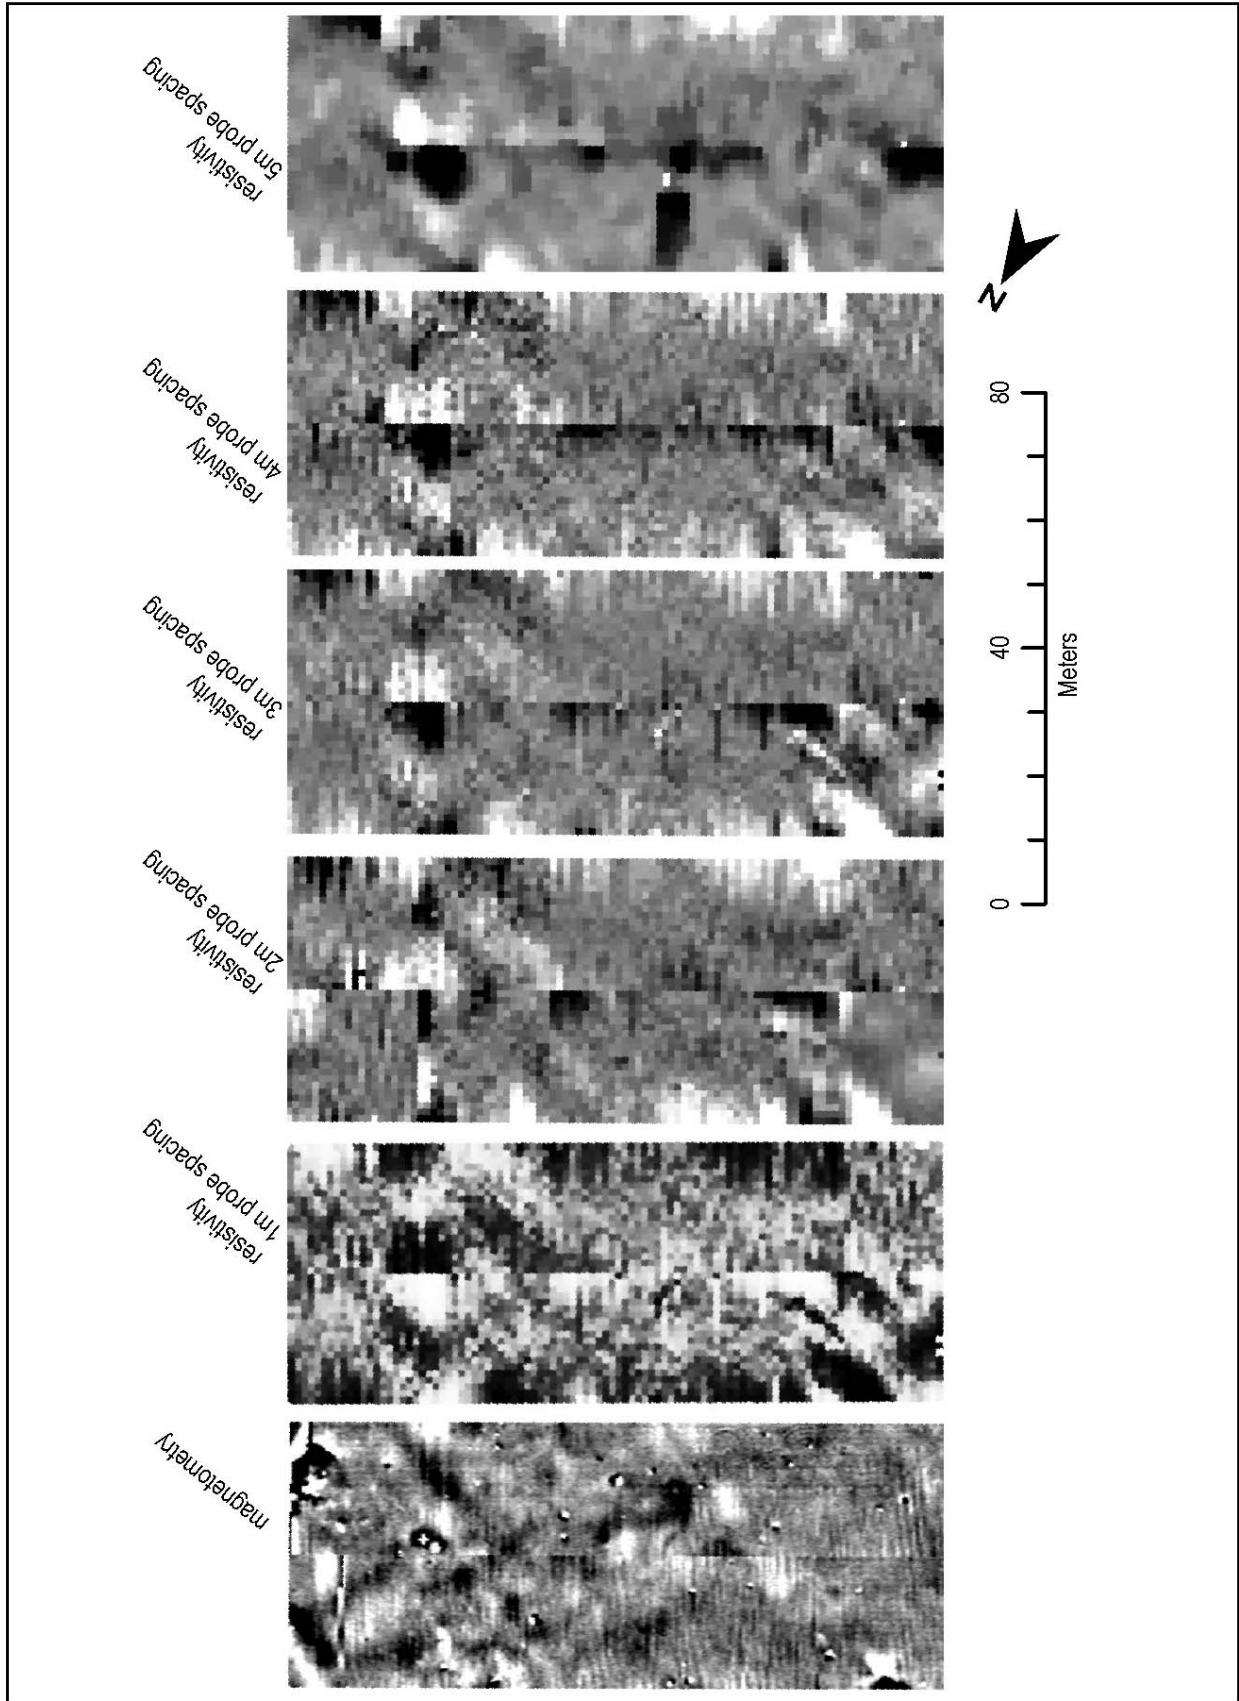 resistivity
5m probe spacing
resistivity
4m probe spacing
resistivity
3m probe spacing
resistivity
2m probe spacing
resistivity
1m probe spacing
magnetometry
N
80
40
0
Meters